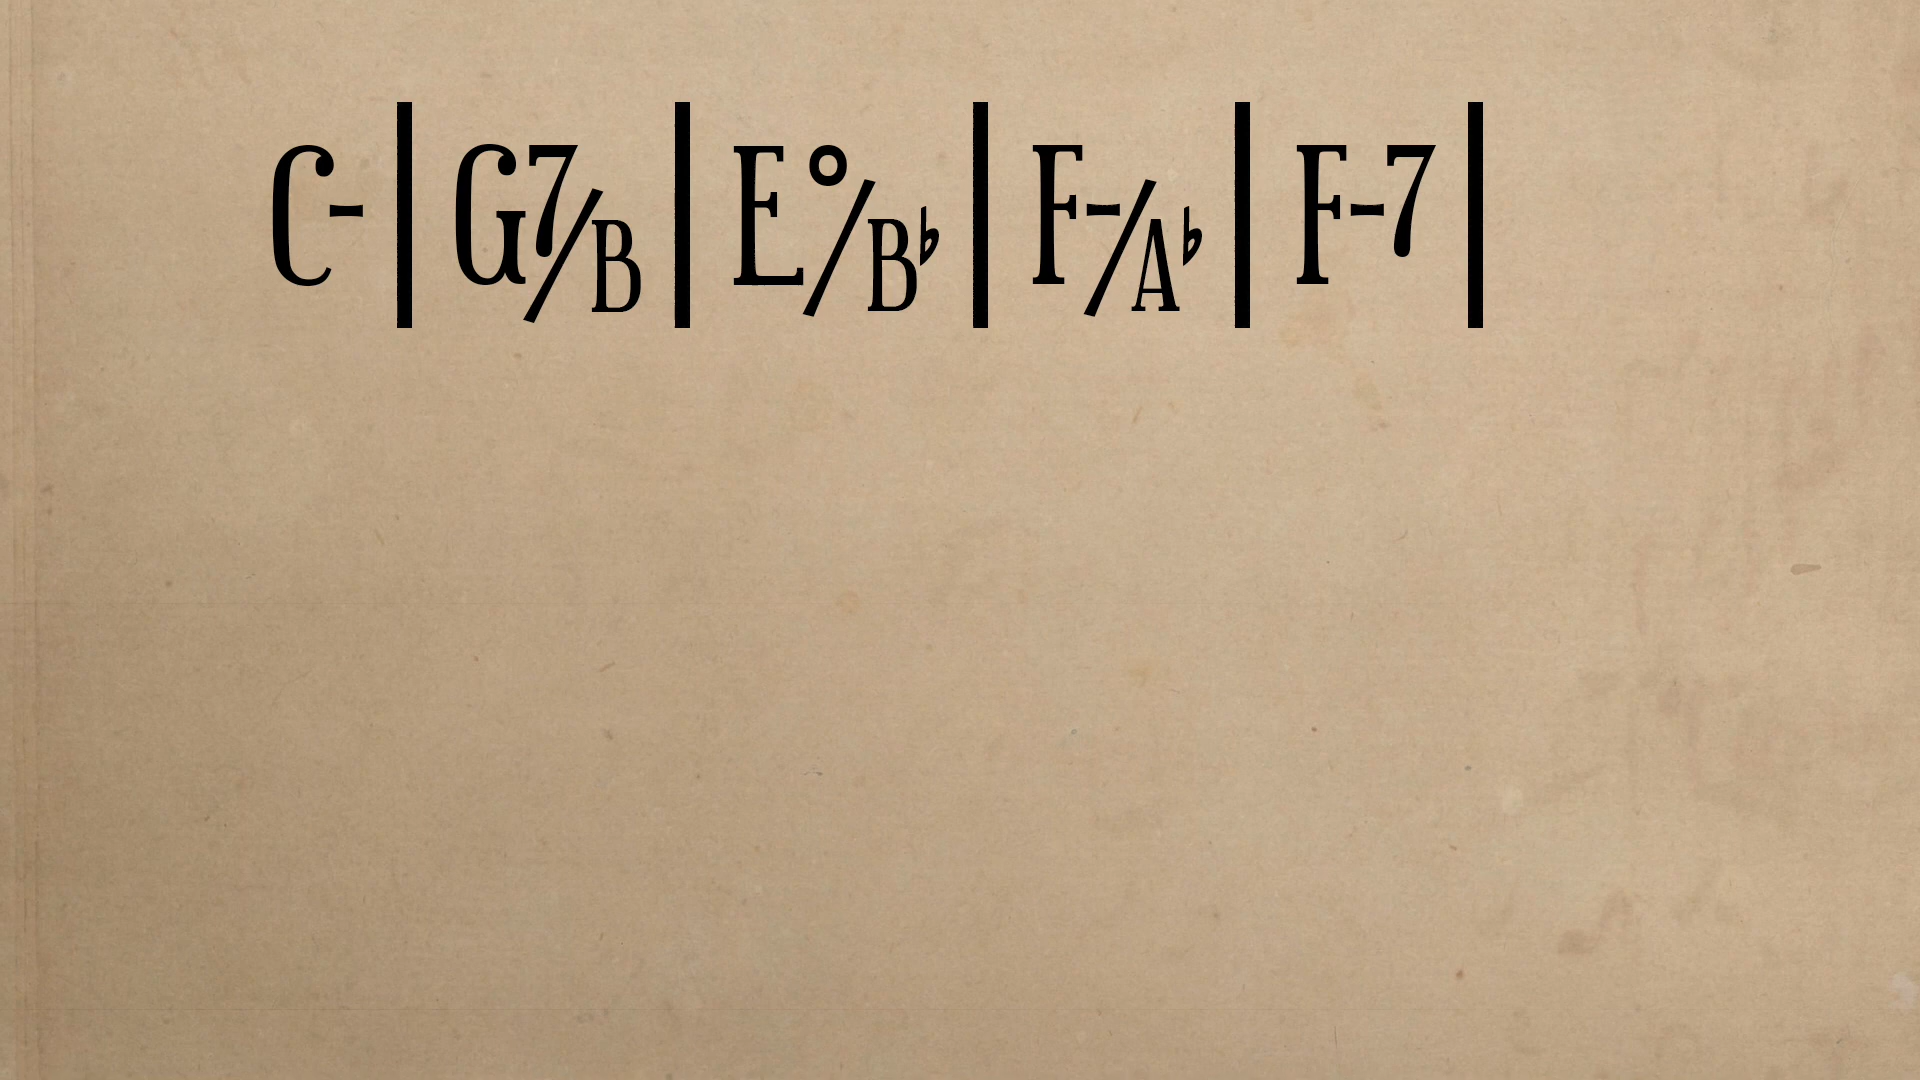 C- | G7/B | E°/B♭ | F-/A♭ | F-7 |